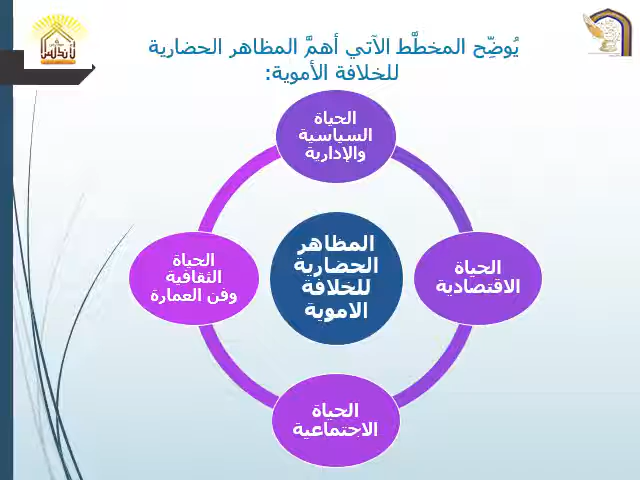 يُوضِّح المخطَّط الآتي أهمَّ المظاهر الحضارية
للخلافة الأموية:
الحياة
السياسية
والإدارية
الحياة
الاقتصادية
الحياة
الاجتماعية
الحياة
الثقافية
وفن العمارة
المظاهر
الحضارية
للخلافة
الاموية